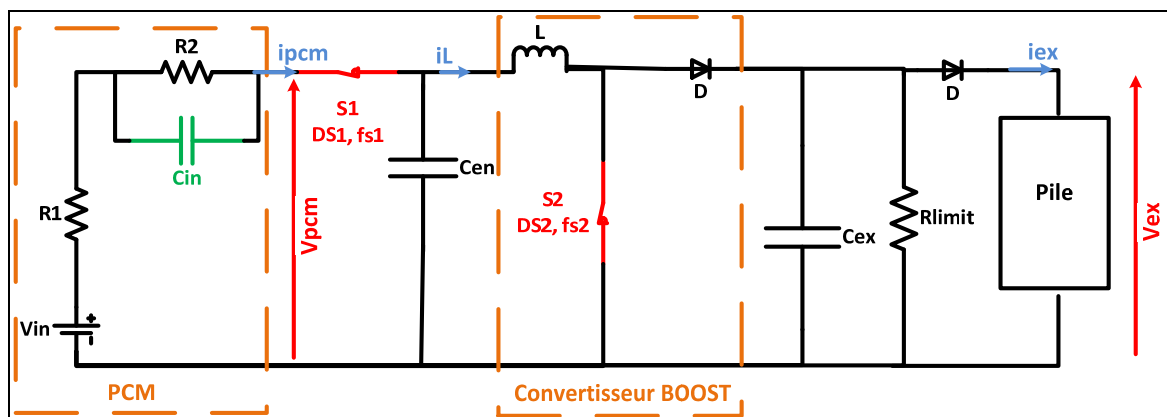 R2
ipcm
iL
L
S1
DS1, fs1
D
D
iex
Cin
Cen
R1
Vpcm
S2
DS2, fs2
Cex
Rlimit
Pile
Vex
Vin
+
-
PCM
Convertisseur BOOST